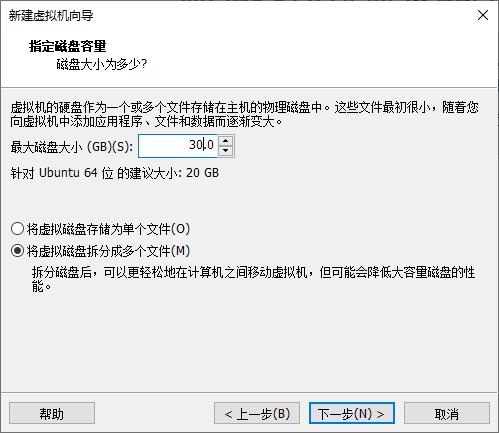 新建虚拟机向导
指定磁盘容量
磁盘大小为多少?
虚拟机的硬盘作为一个或多个文件存储在主机的物理磁盘中。这些文件最初很小，随着您
向虚拟机中添加应用程序、文件和数据而逐渐变大。
最大磁盘大小 (GB)(S): 30.0
针对 Ubuntu 64 位 的建议大小: 20 GB
将虚拟磁盘存储为单个文件(O)
将虚拟磁盘拆分成多个文件(M)
拆分磁盘后，可以更轻松地在计算机之间移动虚拟机，但可能会降低大容量磁盘的性
能。
帮助 < 上一步(B) 下一步(N) > 取消